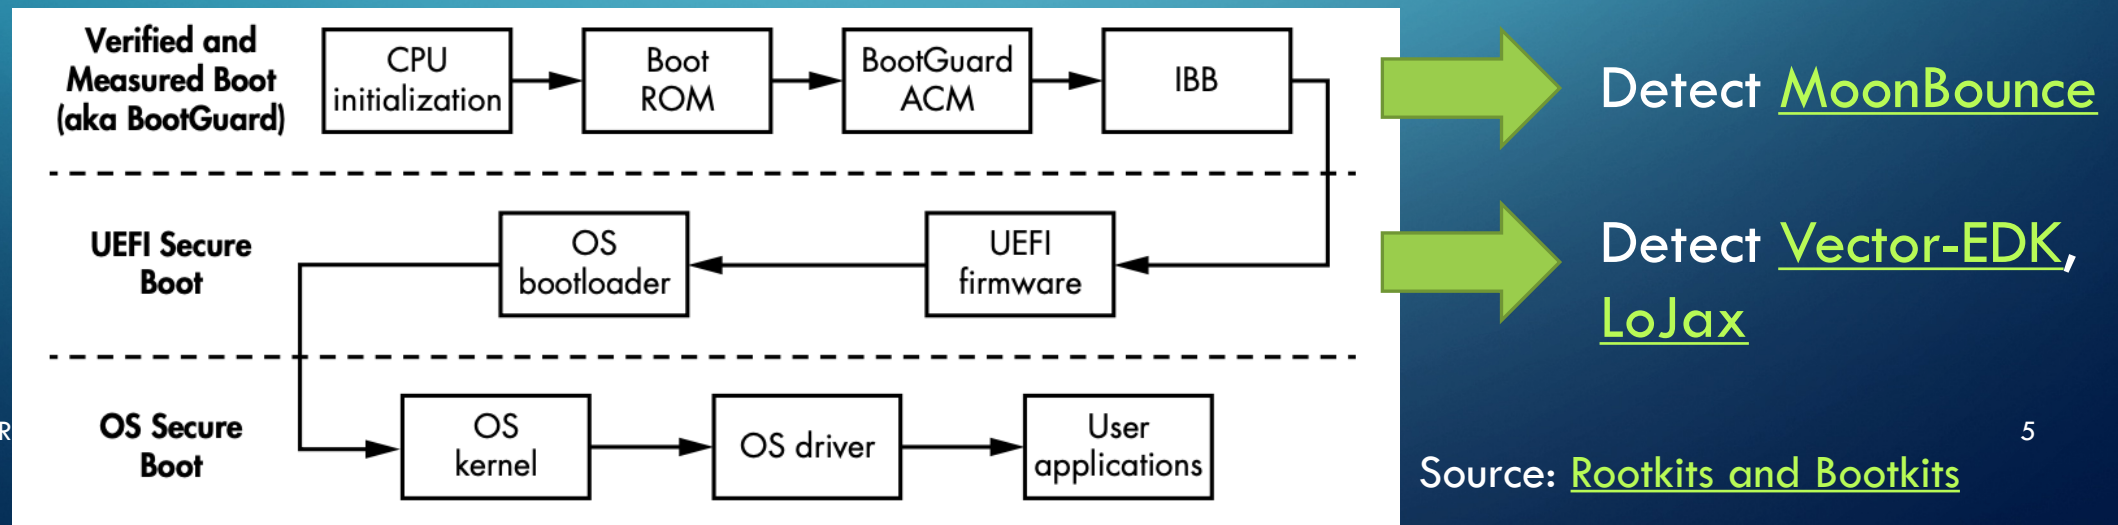 Verified and
Measured Boot
(aka BootGuard)
CPU
initialization
Boot
ROM
BootGuard
ACM
IBB
Detect MoonBounce
UEFI Secure
Boot
OS
bootloader
UEFI
firmware
Detect Vector-EDK,
LoJax
R
OS Secure
Boot
OS
kernel
OS driver
User
applications
5
Source: Rootkits and Bootkits